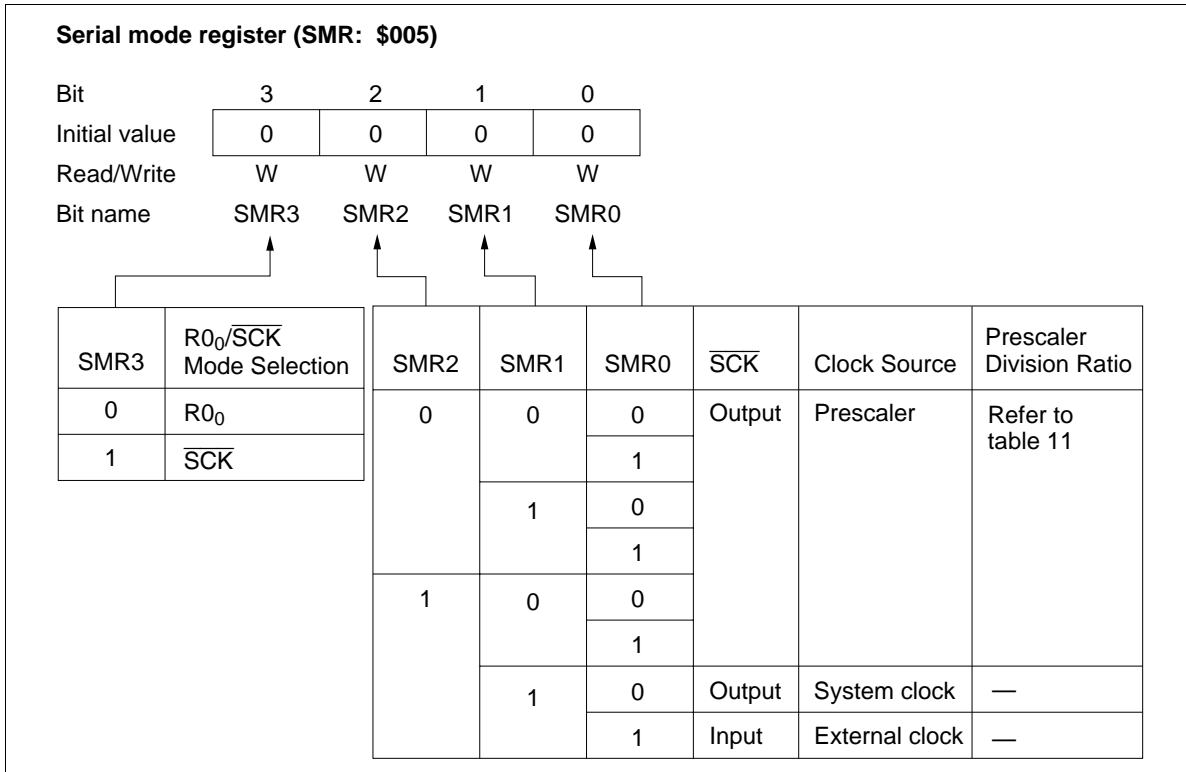 Serial mode register (SMR: $005)
Bit 3 2 1 0
Initial value 0 0 0 0
Read/Write W W W W
Bit name SMR3 SMR2 SMR1 SMR0
SMR3 R0₀/S̅C̅K̅ Mode Selection
0 R0₀
1 S̅C̅K̅
SMR2 SMR1 SMR0 S̅C̅K̅ Clock Source Prescaler Division Ratio
0 0 0 Output Prescaler Refer to table 11
1
1 0
1
1 0 0
1
1 0 Output System clock —
1 Input External clock —